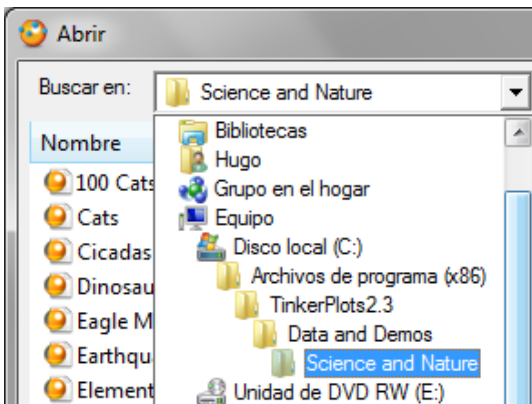 Abrir
Buscar en:
Science and Nature
Nombre
100 Cats
Cats
Cicadas
Dinosau
Eagle M
Earthqu
Element
Bibliotecas
Hugo
Grupo en el hogar
Equipo
Disco local (C:)
Archivos de programa (x86)
TinkerPlots2.3
Data and Demos
Science and Nature
Unidad de DVD RW (E:)